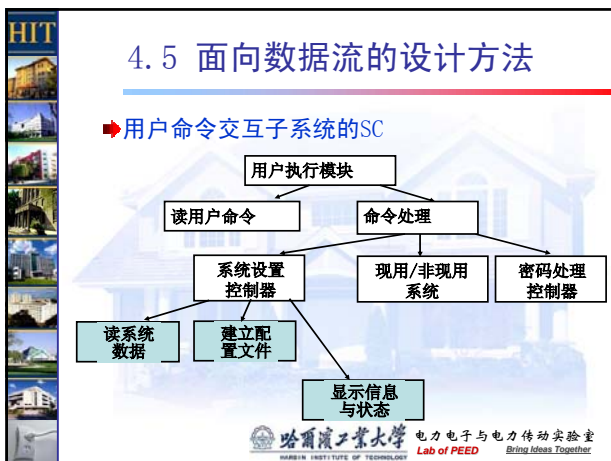 HIT
4.5 面向数据流的设计方法
用户命令交互子系统的SC
用户执行模块
读用户命令
命令处理
系统设置
控制器
现用/非现用
系统
密码处理
控制器
读系统
数据
建立配
置文件
显示信息
与状态
哈爾濱工業大學
HARBIN INSTITUTE OF TECHNOLOGY
电力电子与电力传动实验室
Lab of PEED
Bring Ideas Together